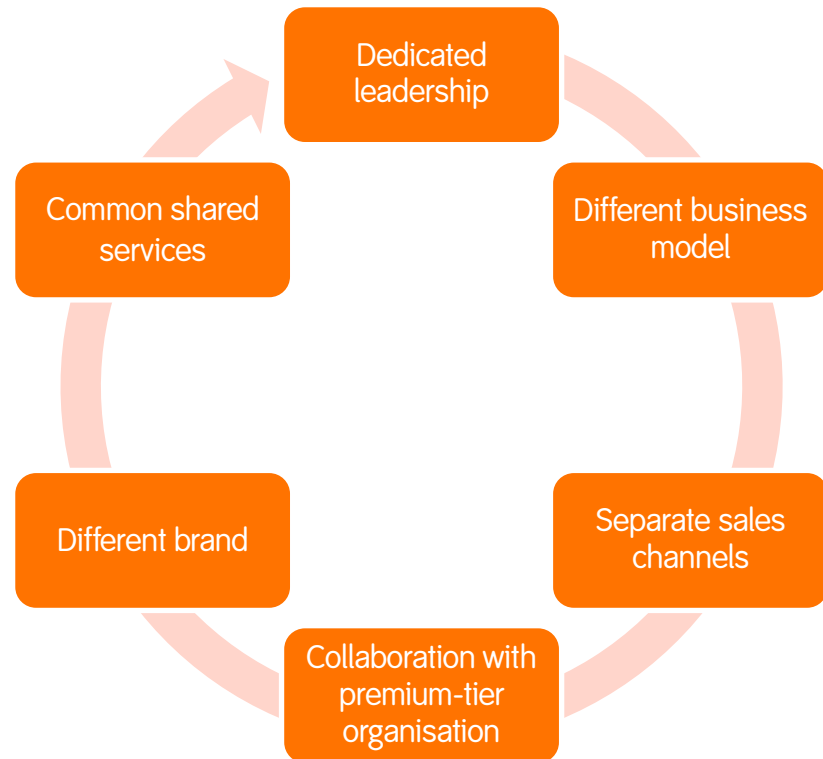 Dedicated
leadership
Different business
model
Separate sales
channels
Collaboration with
premium-tier
organisation
Different brand
Common shared
services